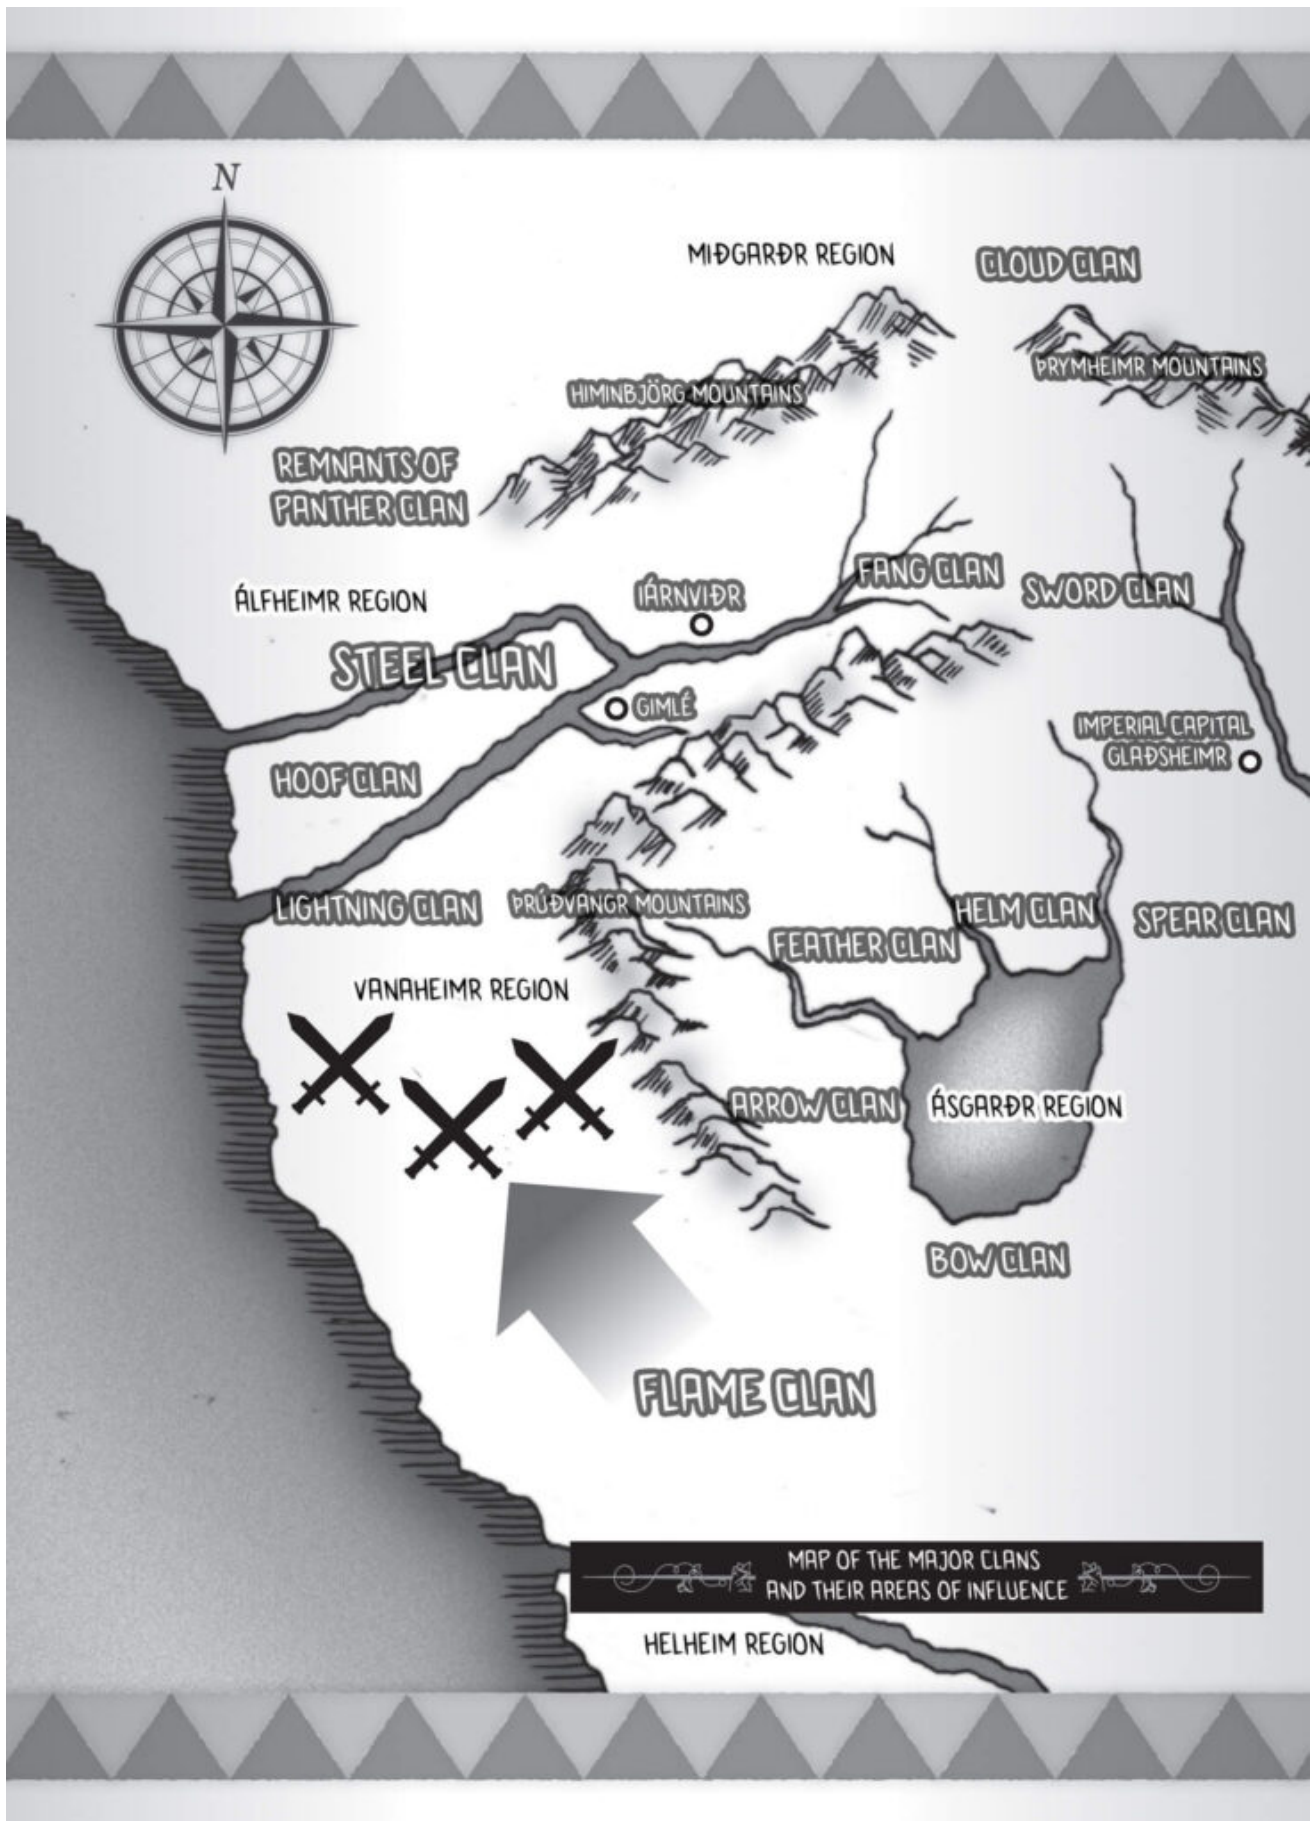 N
MIÐGARÐR REGION
CLOUD CLAN
ÞRYMHEIMR MOUNTAINS
HIMINBJÖRG MOUNTAINS
REMNANTS OF
PANTHER CLAN
FANG CLAN
SWORD CLAN
ÁLFHEIMR REGION
IÁRNVIÐR
STEEL CLAN
GIMLÉ
IMPERIAL CAPITAL
GLAÐSHEIMR
HOOF CLAN
LIGHTNING CLAN
ÞRÚÐVANGR MOUNTAINS
HELM CLAN
SPEAR CLAN
FEATHER CLAN
VANAHEIMR REGION
ARROW CLAN
ÁSGARÐR REGION
BOW CLAN
FLAME CLAN
MAP OF THE MAJOR CLANS
AND THEIR AREAS OF INFLUENCE
HELHEIM REGION